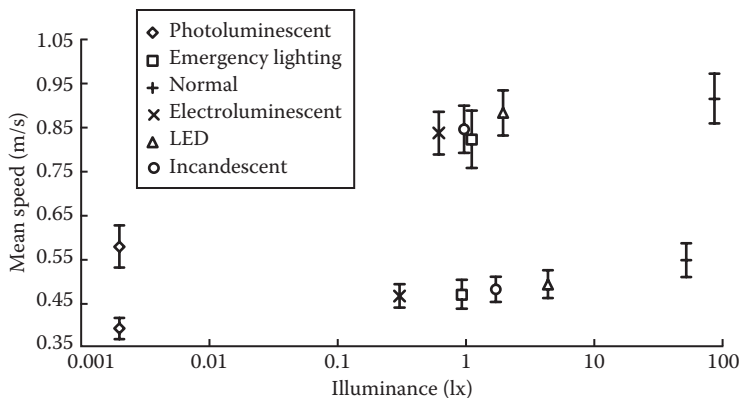 Photoluminescent
Emergency lighting
Normal
Electroluminescent
LED
Incandescent
1.05
0.95
0.85
0.75
0.65
0.55
0.45
0.35
Mean speed (m/s)
0.001
0.01
0.1
1
10
100
Illuminance (lx)